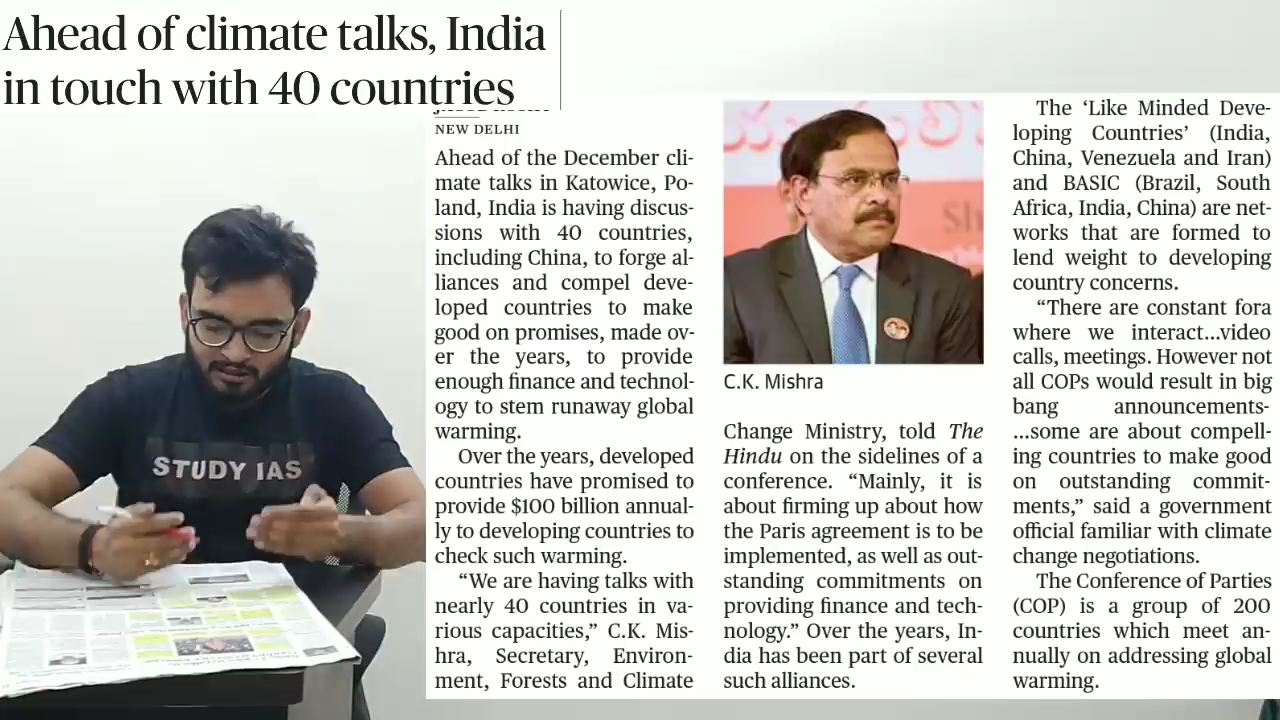 Ahead of climate talks, India
in touch with 40 countries
NEW DELHI
Ahead of the December cli-
mate talks in Katowice, Po-
land, India is having discus-
sions with 40 countries,
including China, to forge al-
liances and compel deve-
loped countries to make
good on promises, made ov-
er the years, to provide
enough finance and technol-
ogy to stem runaway global
warming.
Over the years, developed
countries have promised to
provide $100 billion annual-
ly to developing countries to
check such warming.
“We are having talks with
nearly 40 countries in va-
rious capacities,” C.K. Mis-
hra, Secretary, Environ-
ment, Forests and Climate
C.K. Mishra
Change Ministry, told The
Hindu on the sidelines of a
conference. “Mainly, it is
about firming up about how
the Paris agreement is to be
implemented, as well as out-
standing commitments on
providing finance and tech-
nology.” Over the years, In-
dia has been part of several
such alliances.
The ‘Like Minded Deve-
loping Countries’ (India,
China, Venezuela and Iran)
and BASIC (Brazil, South
Africa, India, China) are net-
works that are formed to
lend weight to developing
country concerns.
“There are constant fora
where we interact...video
calls, meetings. However not
all COPs would result in big
bang announcements-
...some are about compell-
ing countries to make good
on outstanding commit-
ments,” said a government
official familiar with climate
change negotiations.
The Conference of Parties
(COP) is a group of 200
countries which meet an-
nually on addressing global
warming.
STUDY IAS